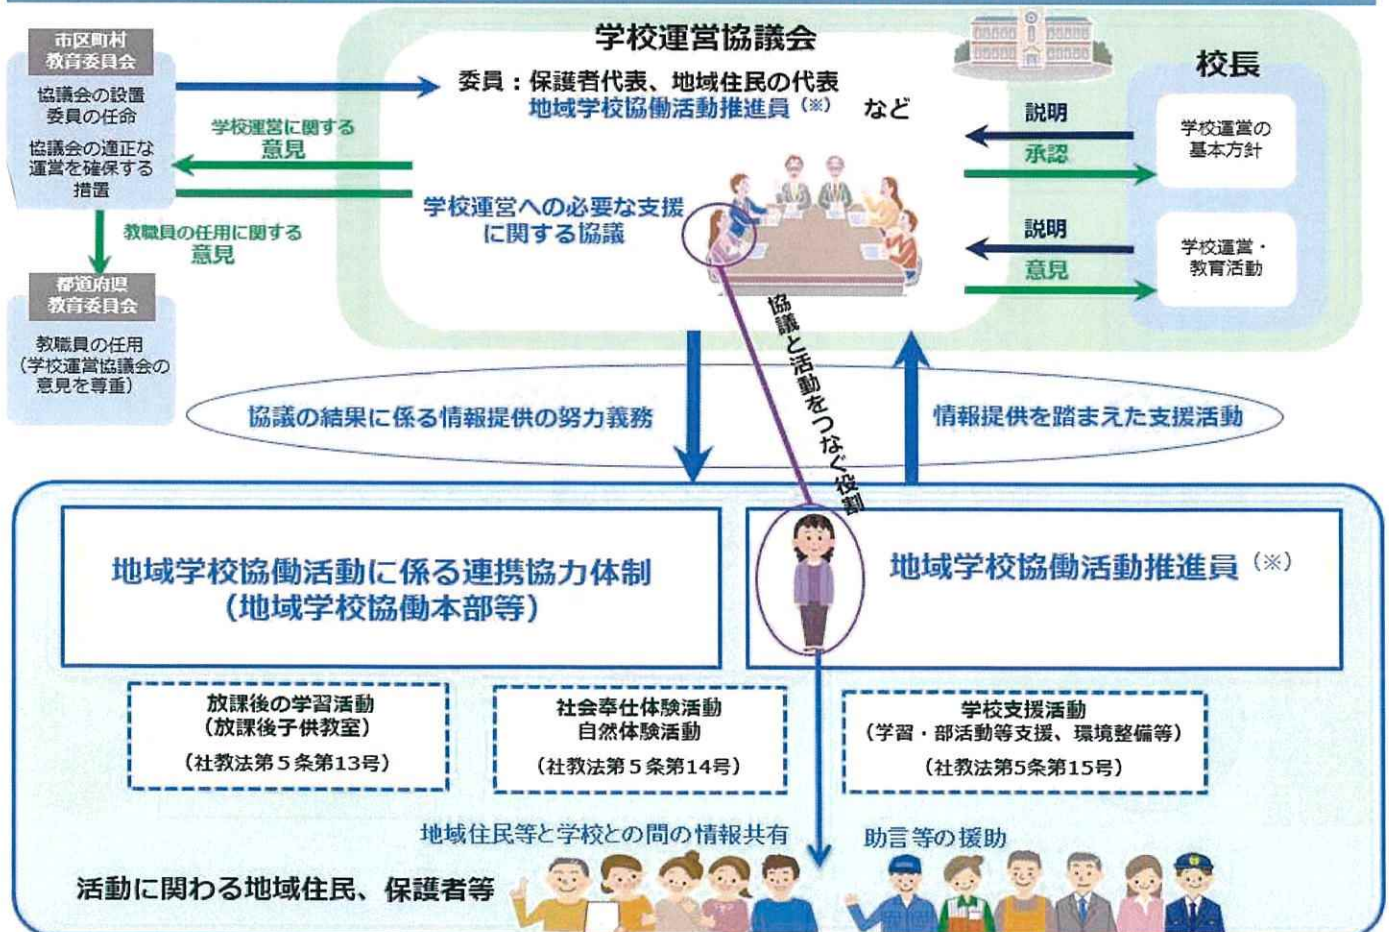 学校運営協議会
市区町村
教育委員会
協議会の設置
委員の任命
協議会の適正な
運営を確保する
措置
委員：保護者代表、地域住民の代表
地域学校協働活動推進員（※） など
学校運営に関する
意見
学校運営への必要な支援
に関する協議
教職員の任用に関する
意見
都道府県
教育委員会
教職員の任用
（学校運営協議会の
意見を尊重）
校長
説明
承認
学校運営の
基本方針
説明
意見
学校運営・
教育活動
協議と活動をつなぐ役割
協議の結果に係る情報提供の努力義務
情報提供を踏まえた支援活動
地域学校協働活動に係る連携協力体制
（地域学校協働本部等）
地域学校協働活動推進員（※）
放課後の学習活動
（放課後子供教室）
（社教法第５条第13号）
社会奉仕体験活動
自然体験活動
（社教法第５条第14号）
学校支援活動
（学習・部活動等支援、環境整備等）
（社教法第5条第15号）
地域住民等と学校との間の情報共有
助言等の援助
活動に関わる地域住民、保護者等